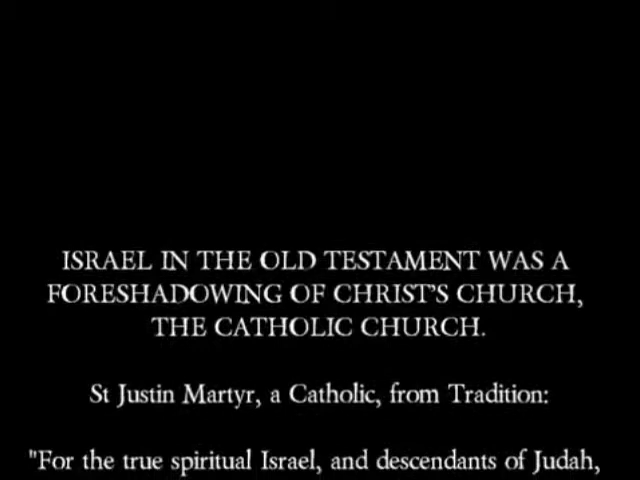 ISRAEL IN THE OLD TESTAMENT WAS A
FORESHADOWING OF CHRIST'S CHURCH,
THE CATHOLIC CHURCH.
St Justin Martyr, a Catholic, from Tradition:
"For the true spiritual Israel, and descendants of Judah,